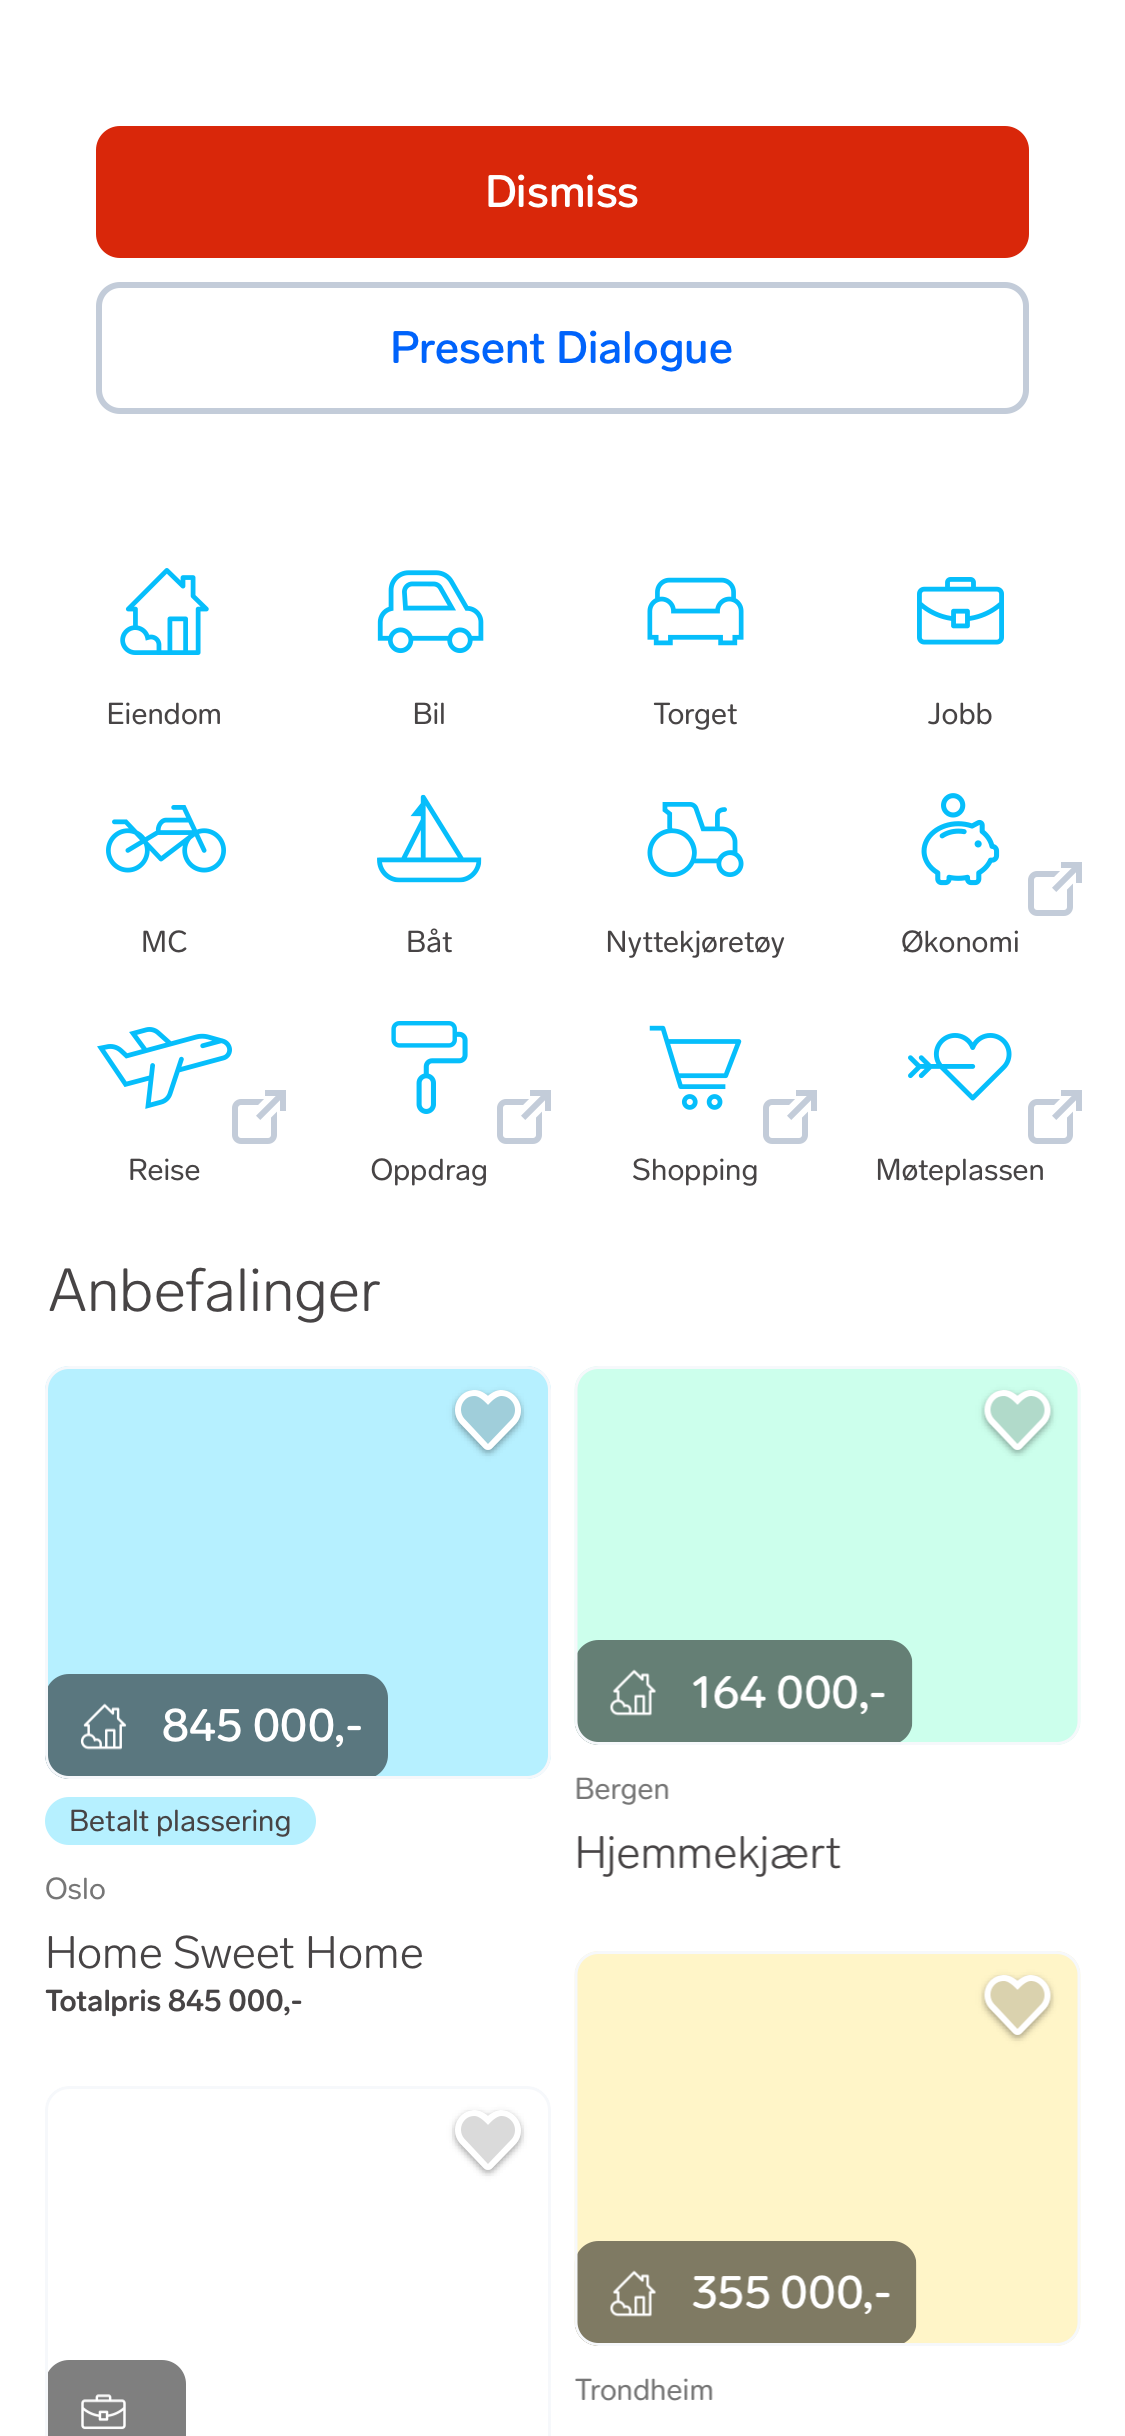 Dismiss
Present Dialogue
Eiendom
Bil
Torget
Jobb
MC
Båt
Nyttekjøretøy
Økonomi
Reise
Oppdrag
Shopping
Møteplassen
Anbefalinger
845 000,-
Betalt plassering
Oslo
Home Sweet Home
Totalpris 845 000,-
164 000,-
Bergen
Hjemmekjært
355 000,-
Trondheim